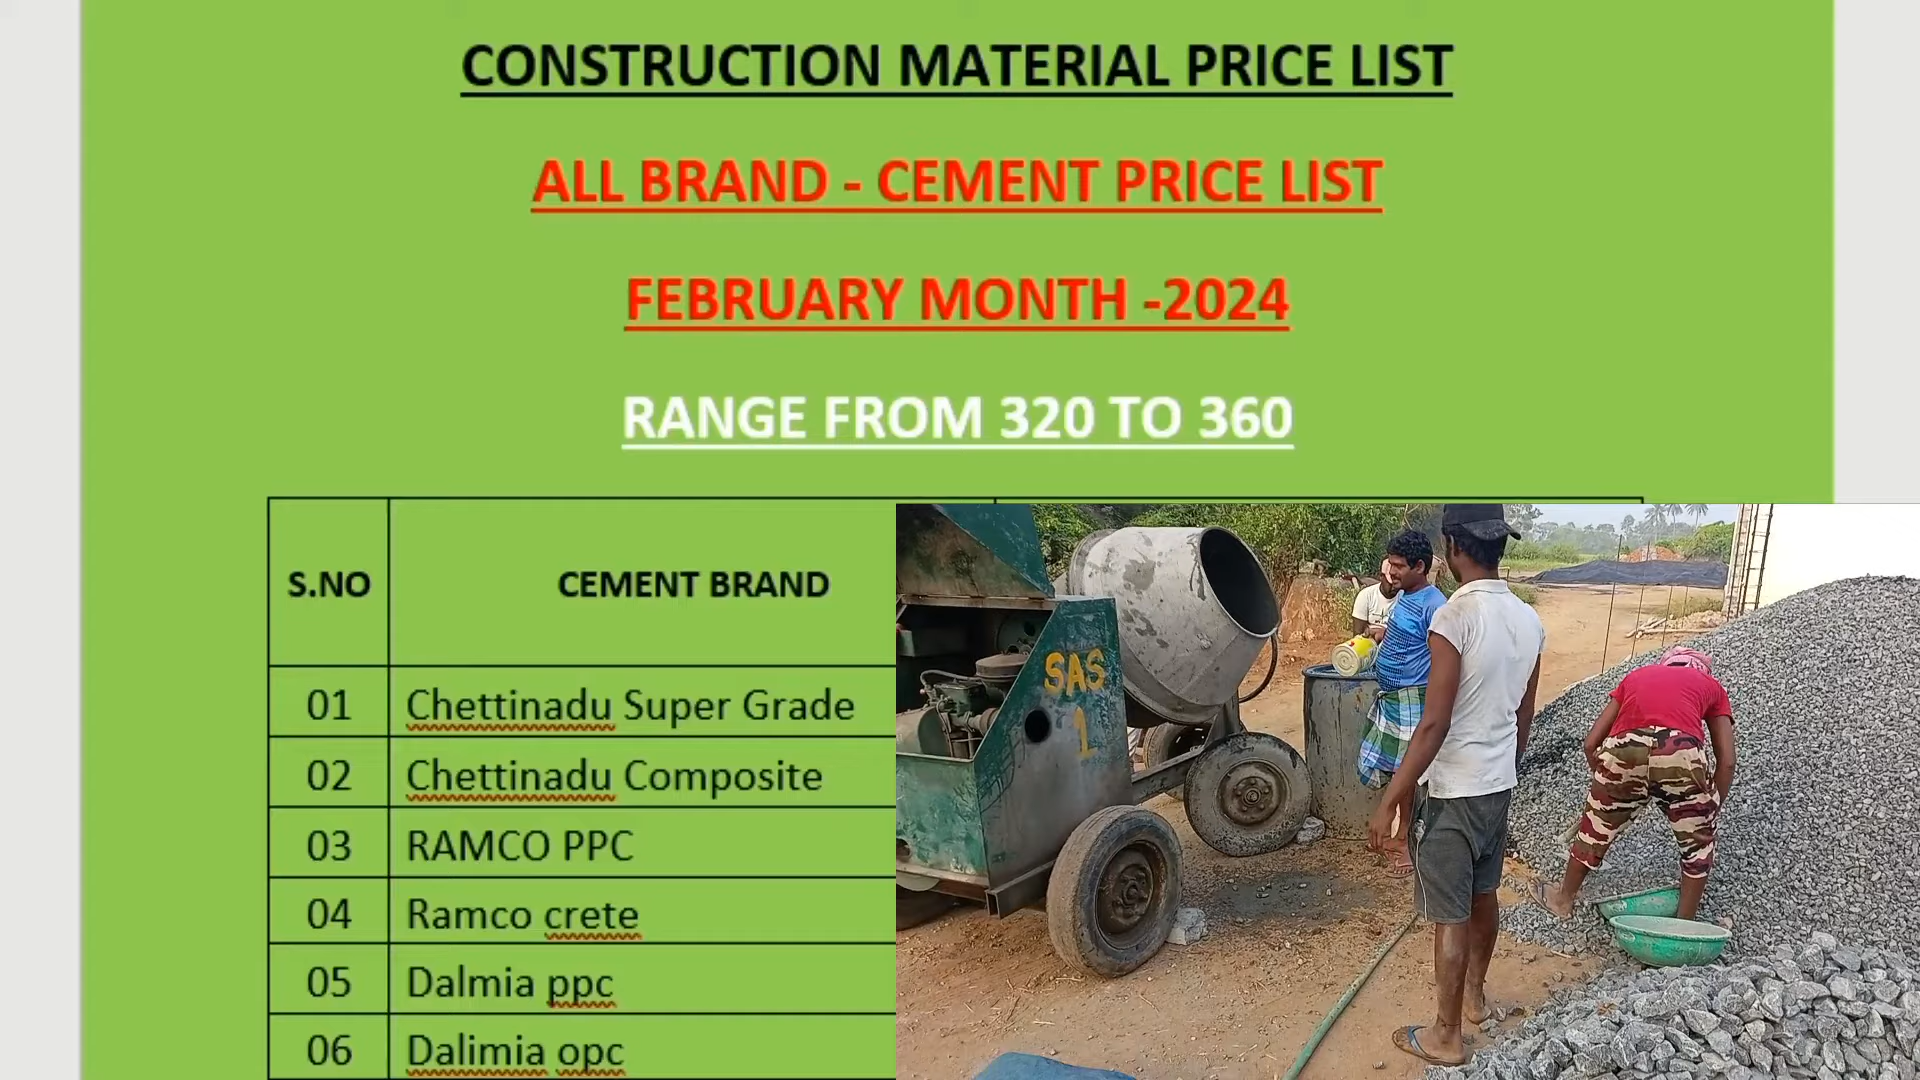 CONSTRUCTION MATERIAL PRICE LIST
ALL BRAND - CEMENT PRICE LIST
FEBRUARY MONTH -2024
RANGE FROM 320 TO 360
S.NO CEMENT BRAND
01 Chettinadu Super Grade
02 Chettinadu Composite
03 RAMCO PPC
04 Ramco crete
05 Dalmia ppc
06 Dalimia opc
SAS
1